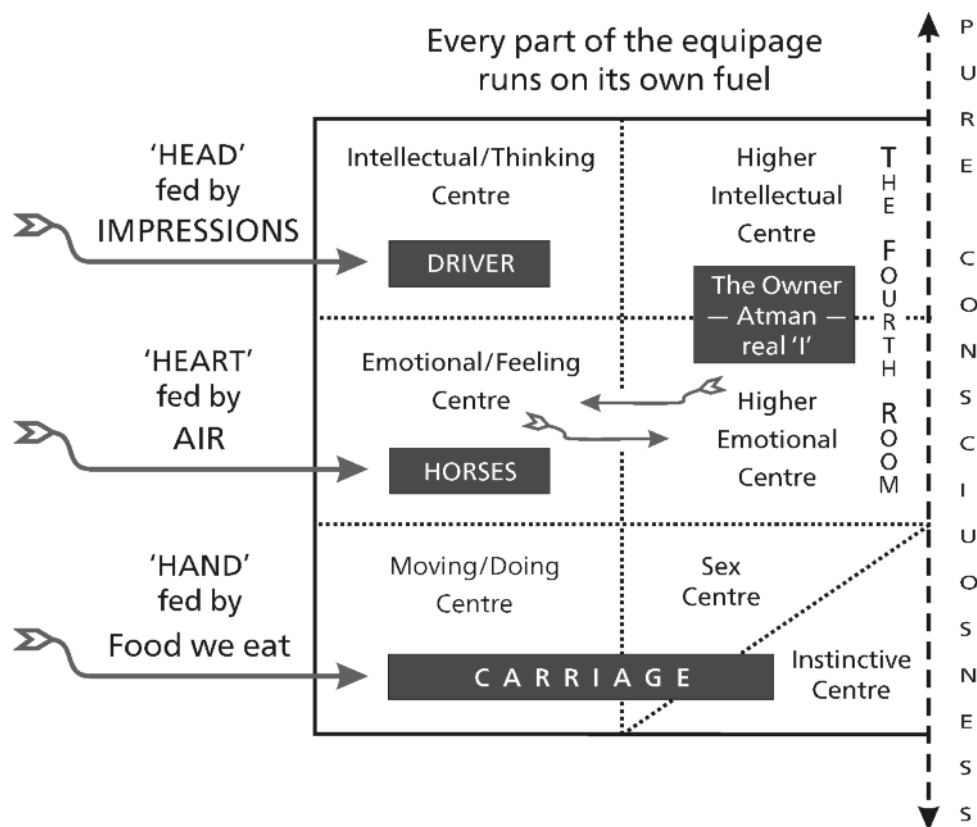 Every part of the equipage
runs on its own fuel
'HEAD'
fed by
IMPRESSIONS
Intellectual/Thinking
Centre
DRIVER
Higher
Intellectual
Centre
The Owner
— Atman —
real 'I'
'HEART'
fed by
AIR
Emotional/Feeling
Centre
HORSES
Higher
Emotional
Centre
THE FOURTH ROOM
'HAND'
fed by
Food we eat
Moving/Doing
Centre
Sex
Centre
CARRIAGE
Instinctive
Centre
PURE CONSCIUOSNESS